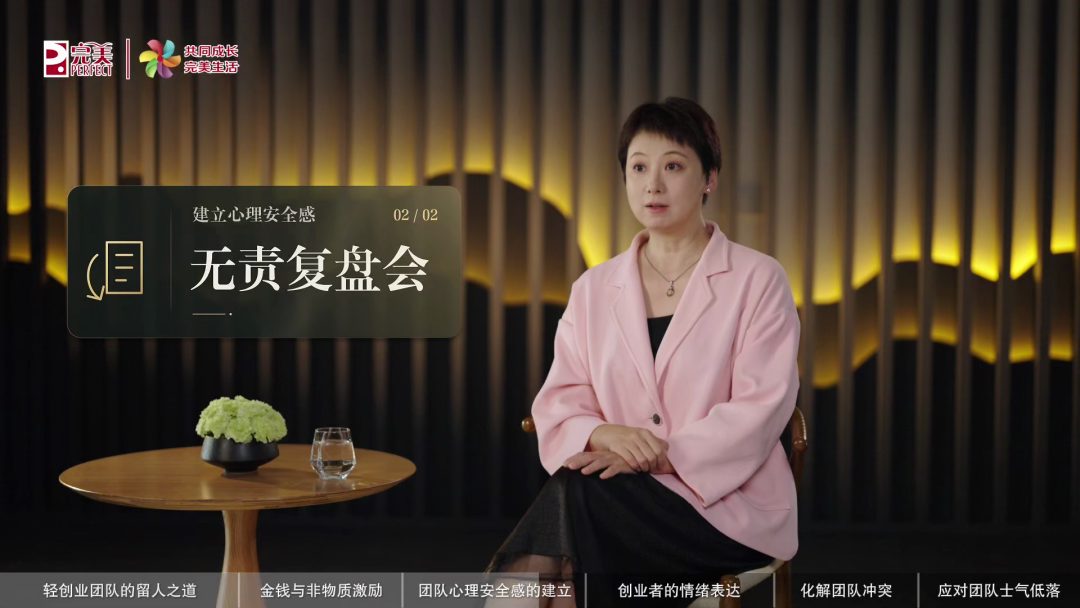 完美
PERFECT
共同成长
完美生活
建立心理安全感
02 / 02
无责复盘会
轻创业团队的留人之道
金钱与非物质激励
团队心理安全感的建立
创业者的情绪表达
化解团队冲突
应对团队士气低落